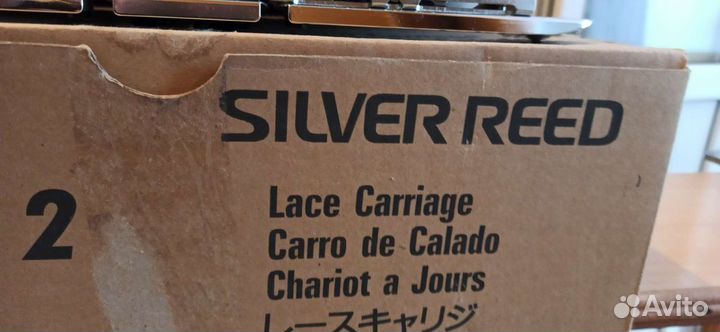 SILVER REED
2
Lace Carriage
Carro de Calado
Chariot a Jours
レースキャリジ
Avito